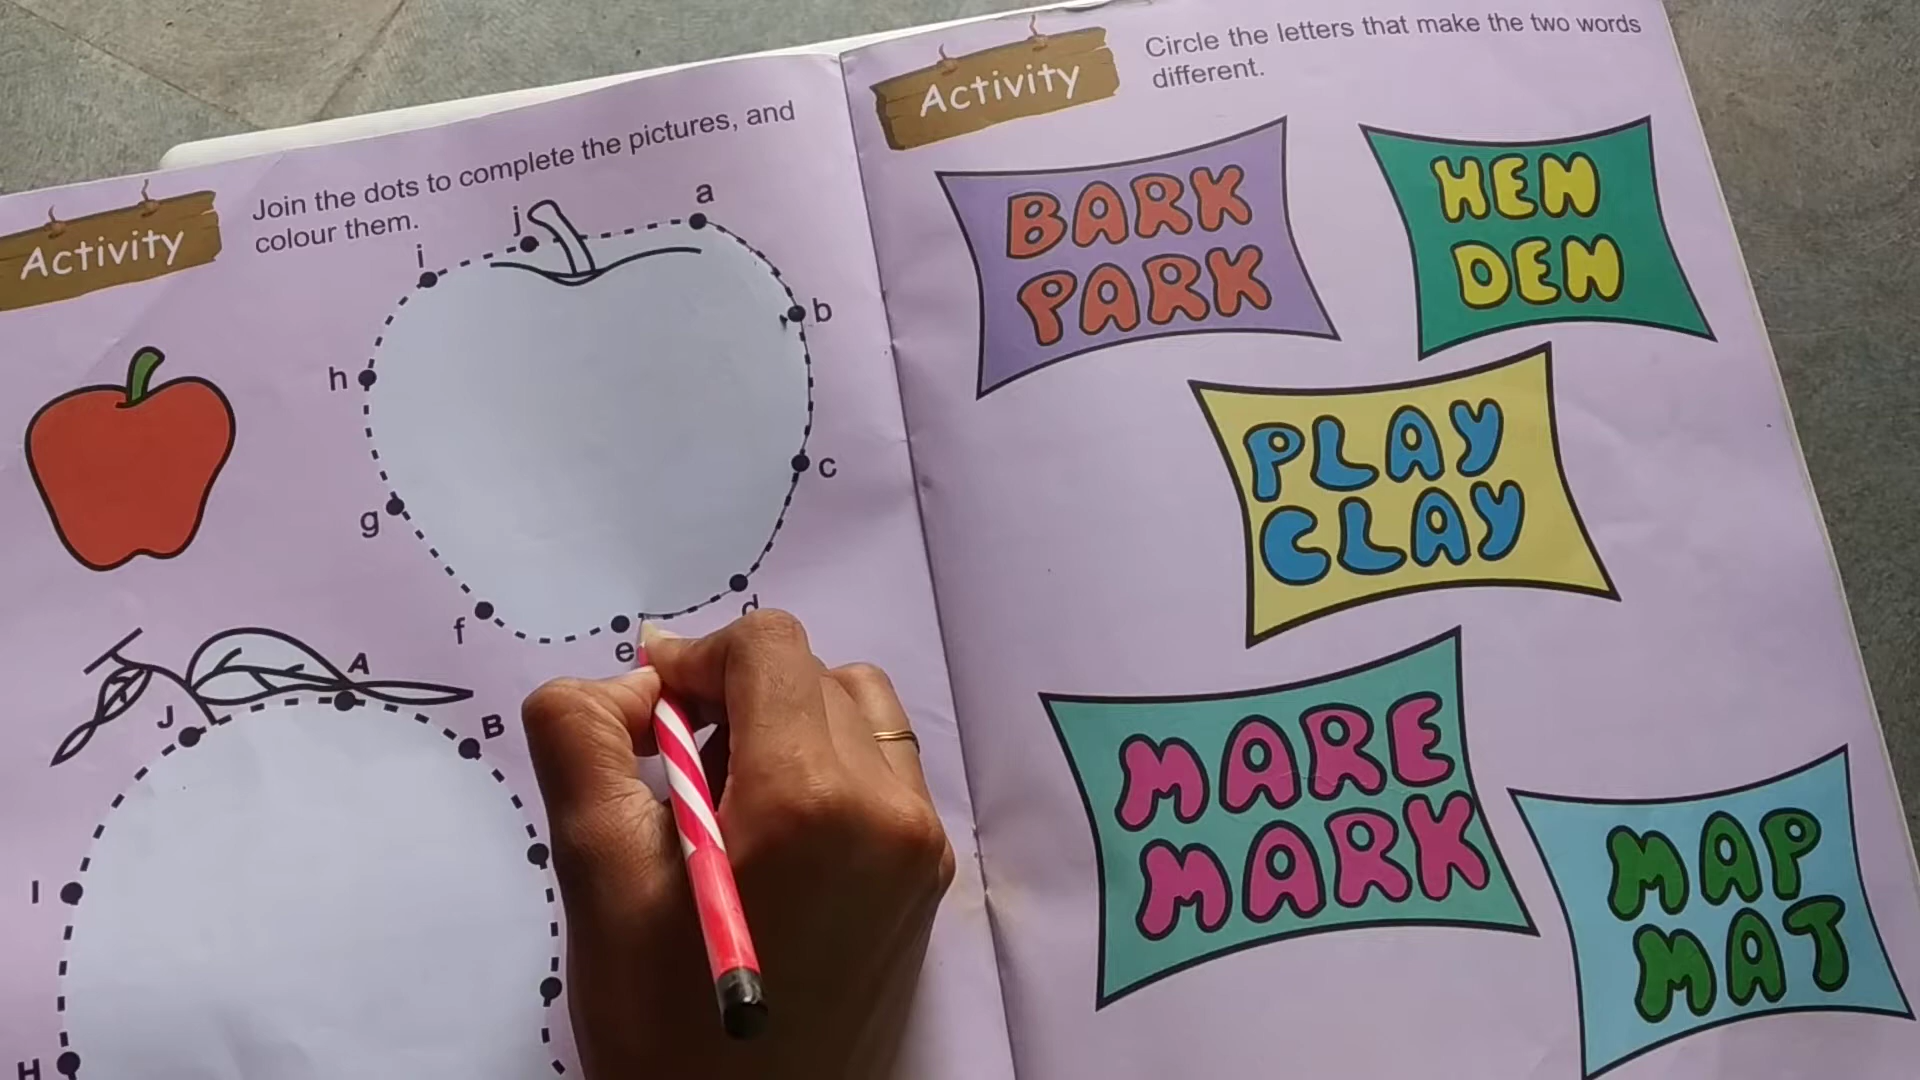 Activity
Join the dots to complete the pictures, and
colour them.
a
b
c
d
e
f
g
h
i
j
A
B
J
I
H
Activity
Circle the letters that make the two words
different.
BARK
PARK
HEN
DEN
PLAY
CLAY
MARE
MARK
MAP
MAT